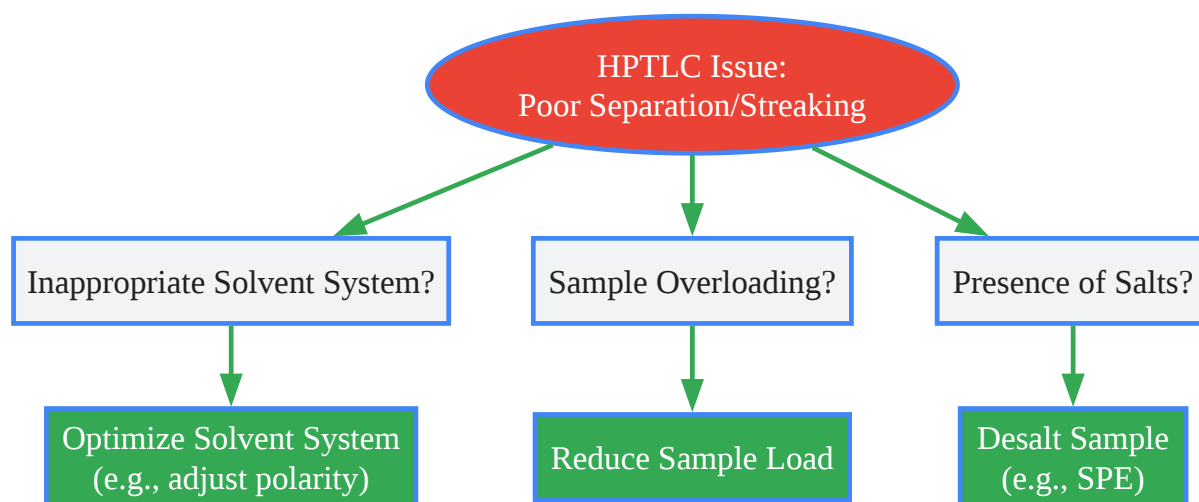 HPTLC Issue:
Poor Separation/Streaking
Inappropriate Solvent System?
Sample Overloading?
Presence of Salts?
Optimize Solvent System
(e.g., adjust polarity)
Reduce Sample Load
Desalt Sample
(e.g., SPE)